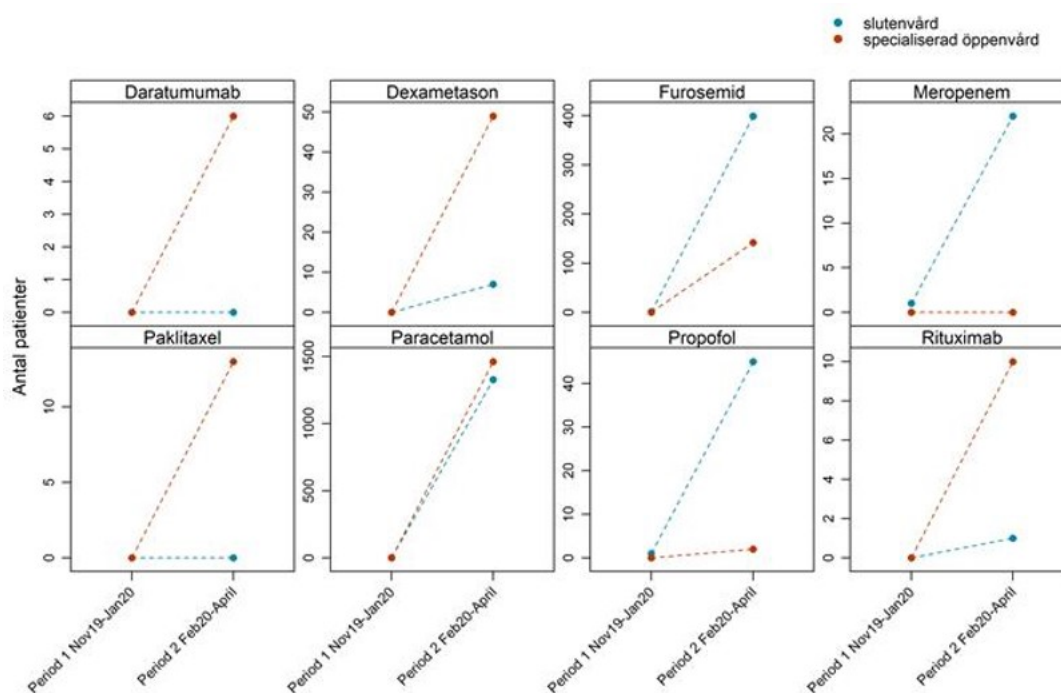 slutenvård
specialiserad öppenvård
Daratumumab
Dexametason
Furosemid
Meropenem
6
5
4
3
2
1
0
50
40
30
20
10
0
400
300
200
100
0
20
15
10
5
0
Antal patienter
Paklitaxel
Paracetamol
Propofol
Rituximab
10
5
0
1500
1000
500
0
40
30
20
10
0
10
8
6
4
2
0
Period 1 Nov19-Jan20
Period 2 Feb20-April
Period 1 Nov19-Jan20
Period 2 Feb20-April
Period 1 Nov19-Jan20
Period 2 Feb20-April
Period 1 Nov19-Jan20
Period 2 Feb20-April